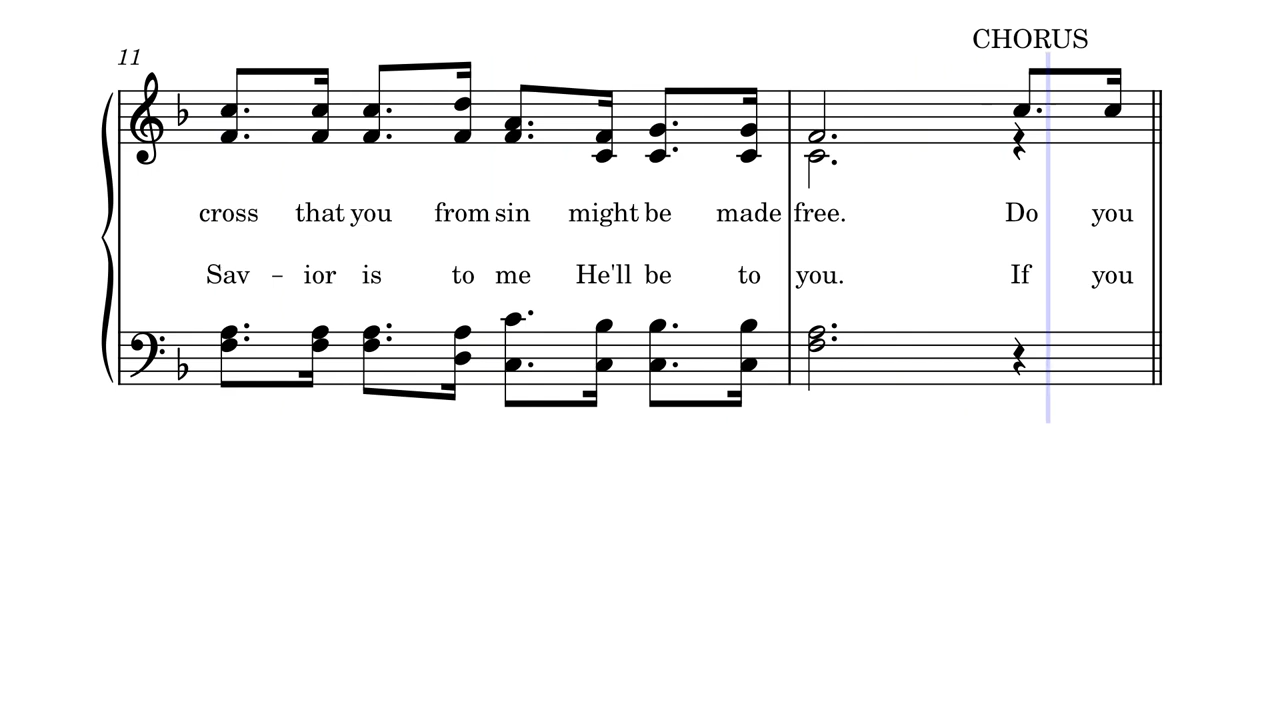 CHORUS
11
cross that you from sin might be made free. Do you
Sav – ior is to me He'll be to you. If you